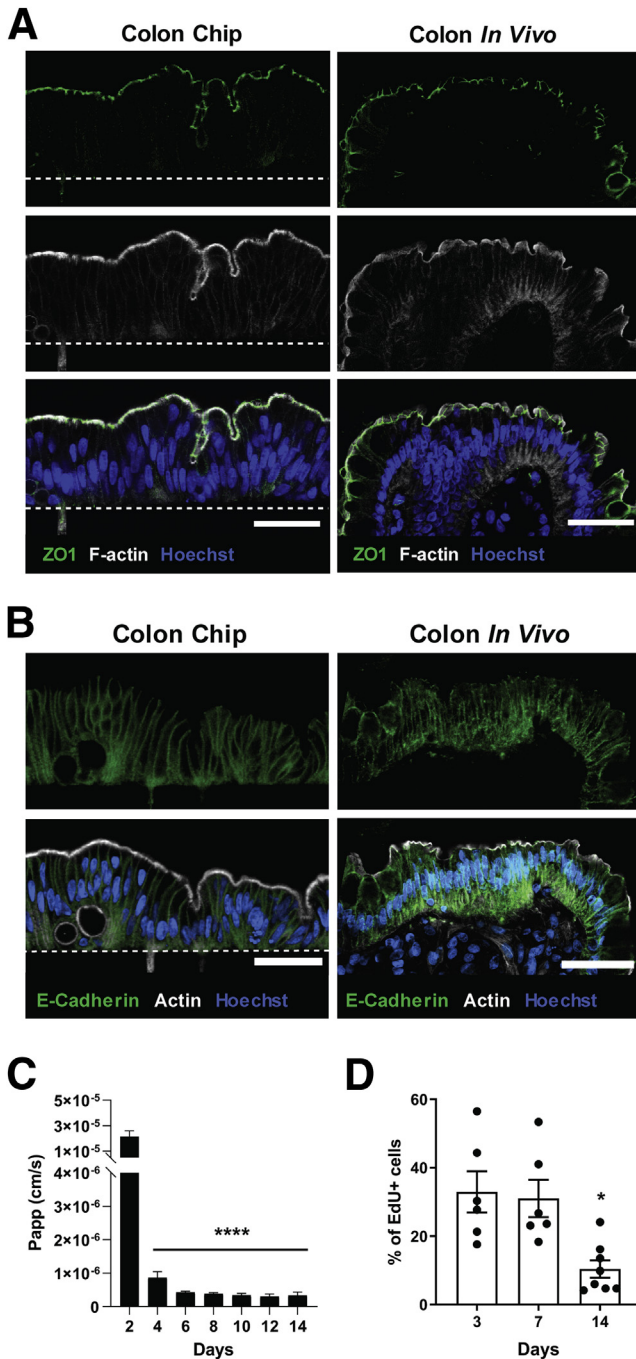 A
Colon Chip
Colon In Vivo
ZO1 F-actin Hoechst
ZO1 F-actin Hoechst
B
Colon Chip
Colon In Vivo
E-Cadherin Actin Hoechst
E-Cadherin Actin Hoechst
C
5×10⁻⁵
3×10⁻⁵
1×10⁻⁵
4×10⁻⁶
3×10⁻⁶
2×10⁻⁶
1×10⁻⁶
0
Papp (cm/s)
****
2 4 6 8 10 12 14
Days
D
60
40
20
0
% of EdU+ cells
*
3 7 14
Days